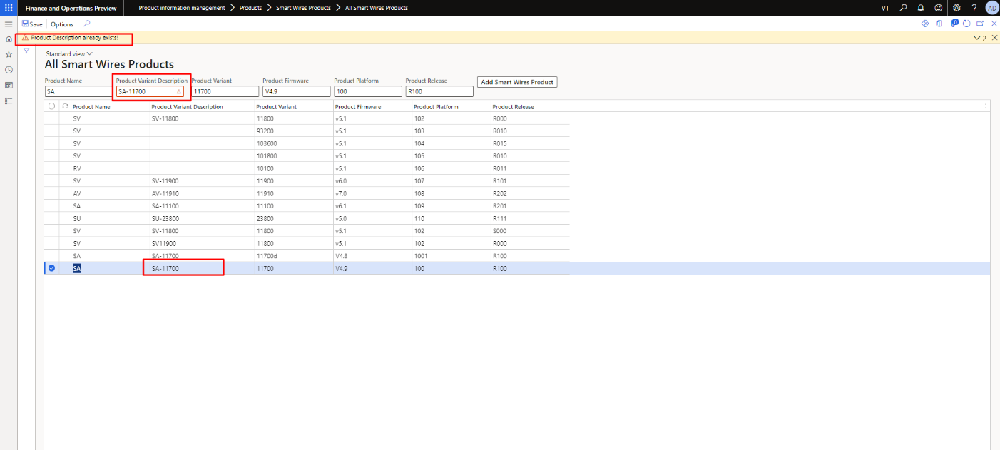 Finance and Operations Preview Product information management Products Smart Wires Products All Smart Wires Products VT ? AD
Save Options 0
Product Description already exists! 2
Standard view
All Smart Wires Products
Product Name Product Variant Description Product Variant Product Firmware Product Platform Product Release Add Smart Wires Product
SA SA-11700 11700 V4.9 100 R100
Product Name Product Variant Description Product Variant Product Firmware Product Platform Product Release
SV SV-11800 11800 v5.1 102 R000
SV 93200 v5.1 103 R010
SV 103600 v5.1 104 R015
SV 101800 v5.1 105 R010
RV 10100 v5.1 106 R011
SV SV-11900 11900 v6.0 107 R101
AV AV-11910 11910 v7.0 108 R202
SA SA-11100 11100 v6.1 109 R201
SU SU-23800 23800 v5.0 110 R111
SV SV-11800 11800 v5.1 102 S000
SV SV11900 11800 v5.1 102 R000
SA SA-11700 11700d V4.8 1001 R100
SA SA-11700 11700 V4.9 100 R100